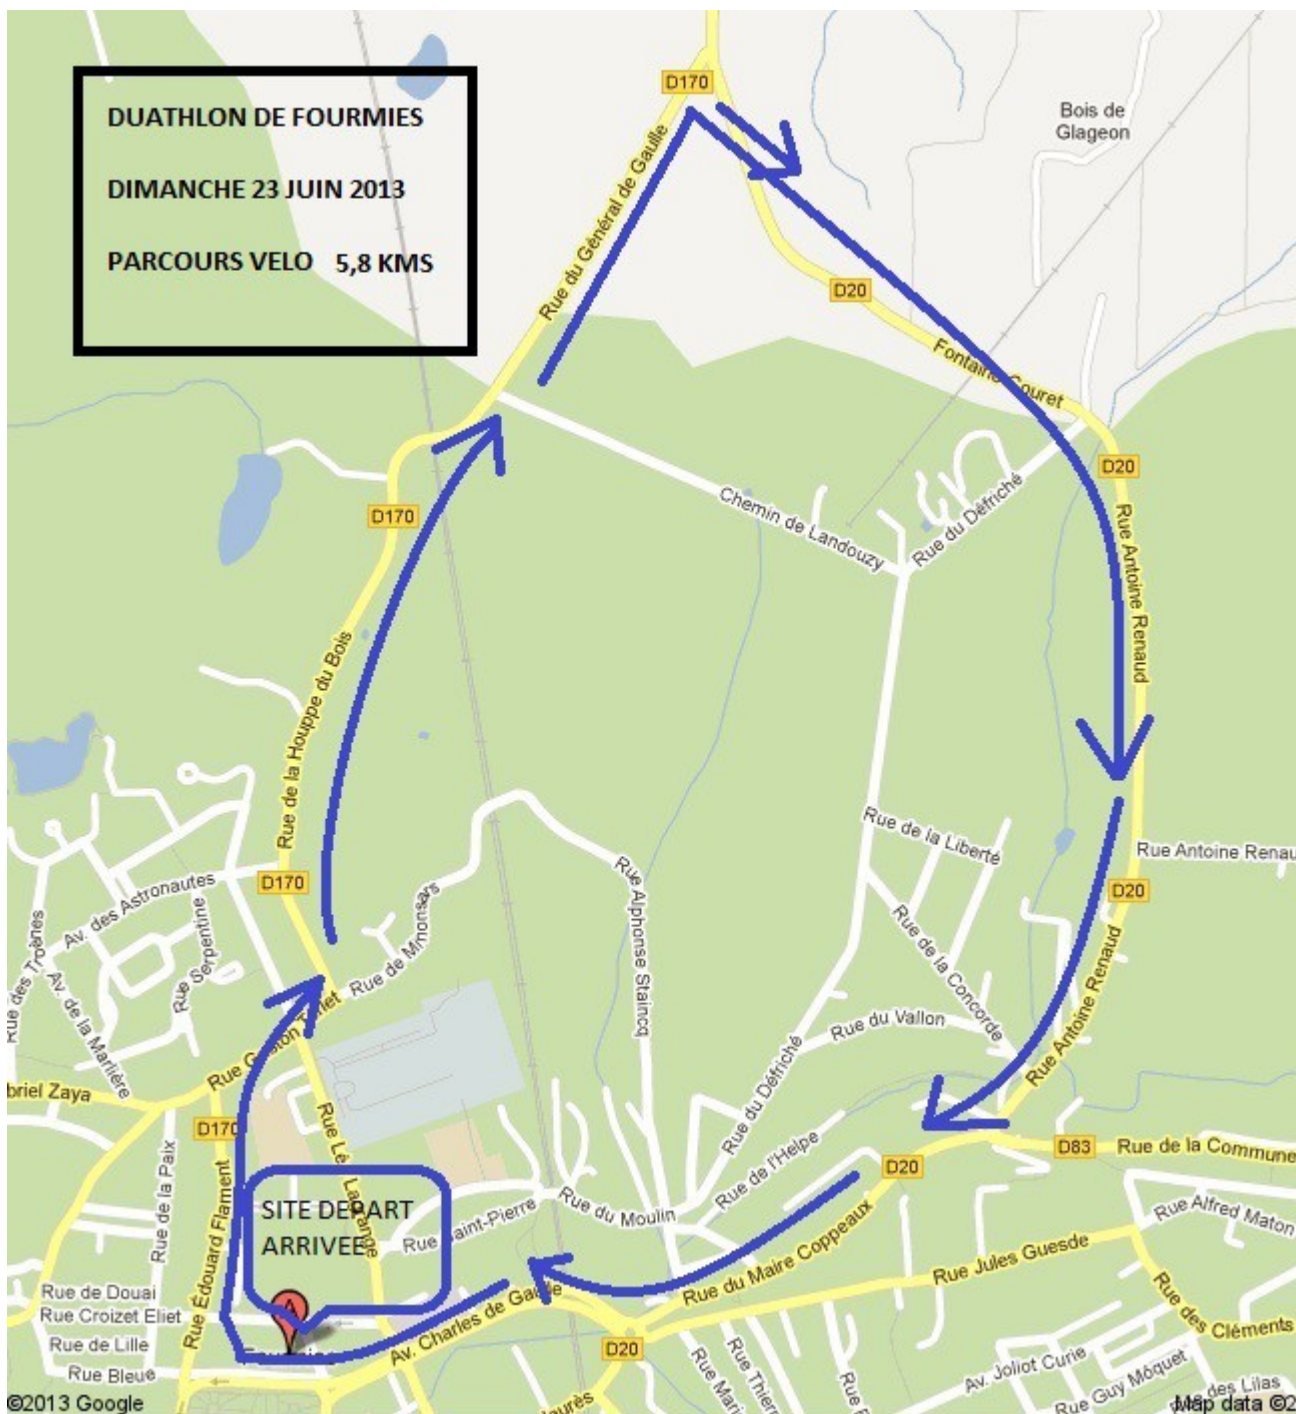 DUATHLON DE FOURMIES
DIMANCHE 23 JUIN 2013
PARCOURS VELO 5,8 KMS
D170
Bois de
Glageon
Rue du Général de Gaulle
D20
Fontaine Couret
D20
D170
Chemin de Landouzy
Rue du Défriché
Rue Antoine Renaud
Rue de la Houppe du Bois
Rue de la Liberté
Rue Antoine Renau
D170
D20
Av. des Astronautes
Rue Serpentine
Rue des Troènes
Av. de la Marlière
Rue de
Rue Alphonse Staincq
Rue de la Concorde
Rue du Vallon
Rue Antoine Renaud
Rue du Défriché
briel Zaya
D170
Rue de la Paix
Rue de l'Helpe
D20
D83
Rue de la Commune
SITE DEPART
ARRIVEE
Rue Édouard Flament
Rue du Moulin
Rue Alfred Maton
Rue du Maire Coppeaux
Rue Jules Guesde
Rue des Cléments
Rue de Douai
A
Rue Croizet Eliet
Rue de Lille
Av. Charles de Gaulle
D20
Rue Bleue
Av. Joliot Curie
Rue Guy Môquet
Rue Thierr
Rue Mari
des Lilas
©2013 Google
Map data ©2